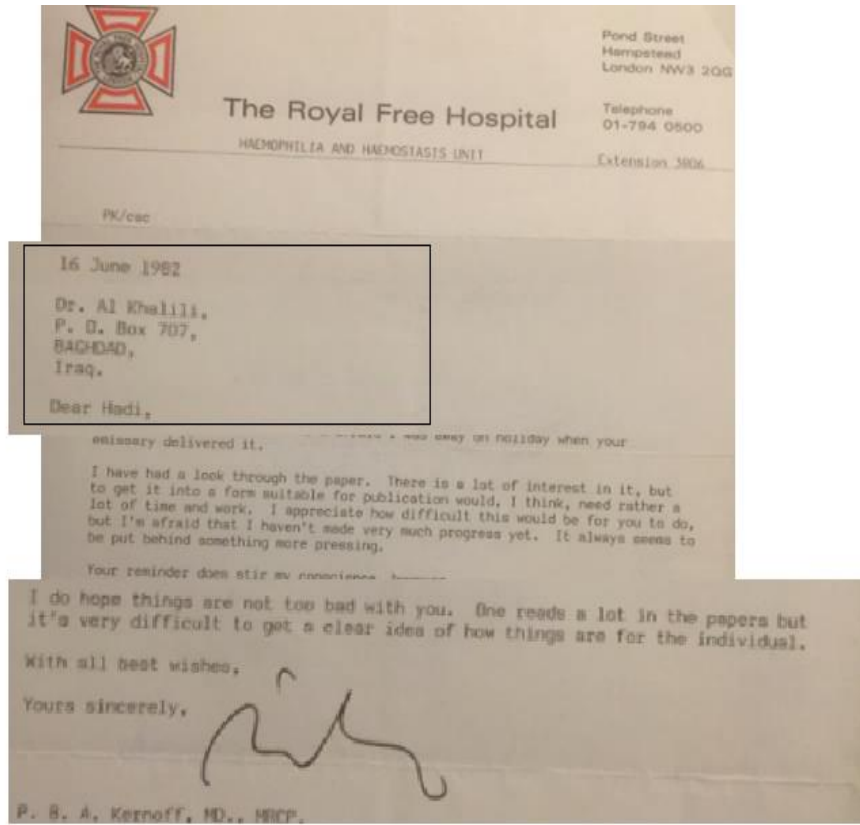 Pond Street
Hampstead
London NW3 2QG
The Royal Free Hospital
Telephone
01-794 0500
HAEMOPHILIA AND HAEMOSTASIS UNIT
Extension 3806
PK/cac
16 June 1982
Dr. Al Khalili,
P. O. Box 707,
BAGHDAD,
Iraq.
Dear Hadi,
was away on holiday when your
emissary delivered it.
I have had a look through the paper. There is a lot of interest in it, but
to get it into a form suitable for publication would, I think, need rather a
lot of time and work. I appreciate how difficult this would be for you to do,
but I'm afraid that I haven't made very much progress yet. It always seems to
be put behind something more pressing.
Your reminder does stir my conscience,
I do hope things are not too bad with you. One reads a lot in the papers but
it's very difficult to get a clear idea of how things are for the individual.
With all best wishes,
Yours sincerely,
P. B. A. Kernoff, MD., MRCP.